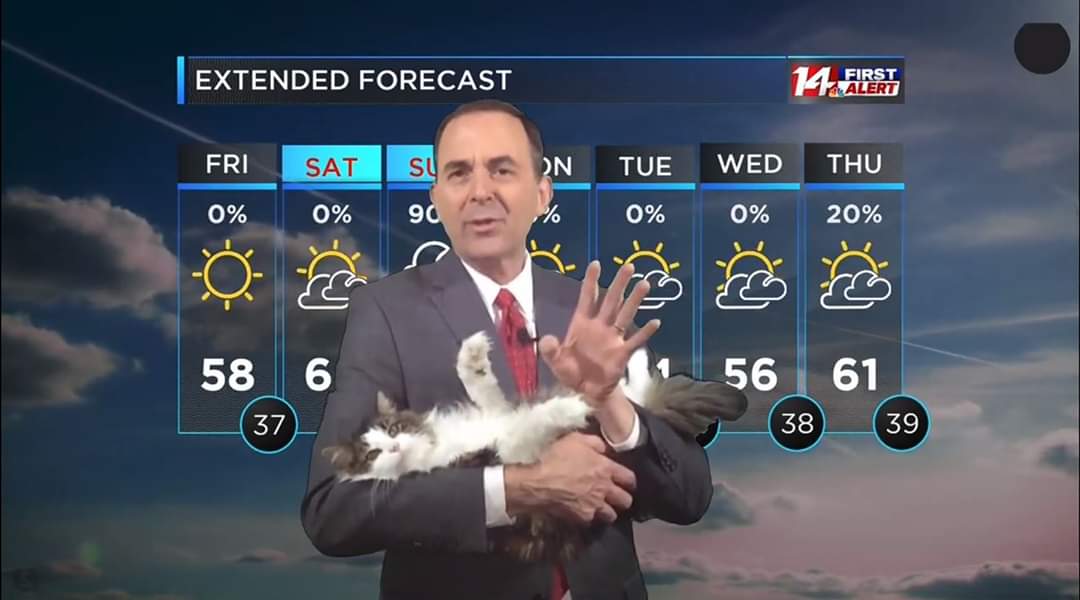 EXTENDED FORECAST
14 FIRST ALERT
FRI SAT TUE WED THU
0% 0% 0% 0% 20%
58 56 61
37 38 39